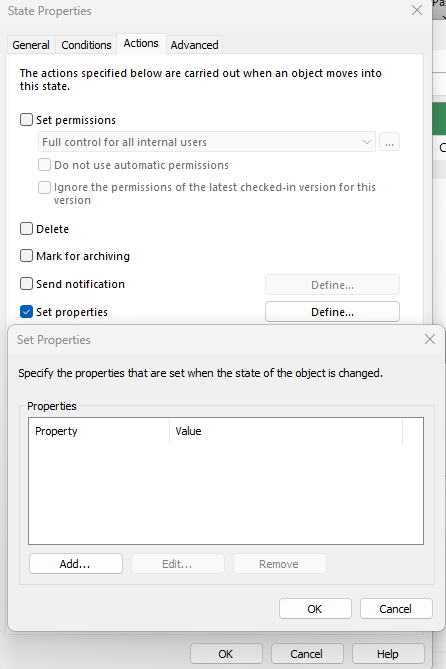 State Properties
General Conditions Actions Advanced
The actions specified below are carried out when an object moves into
this state.
Set permissions
Full control for all internal users
...
Do not use automatic permissions
Ignore the permissions of the latest checked-in version for this
version
Delete
Mark for archiving
Send notification Define...
Set properties Define...
Set Properties
Specify the properties that are set when the state of the object is changed.
Properties
Property Value
Add... Edit... Remove
OK Cancel
OK Cancel Help